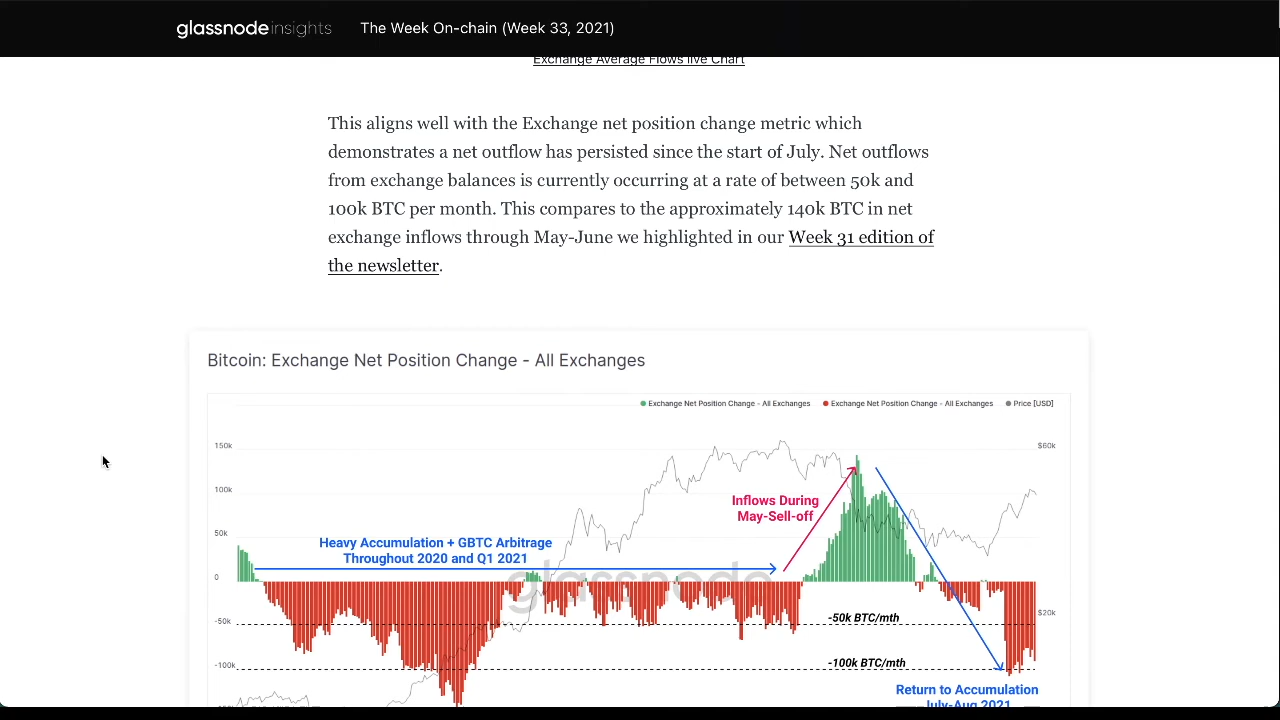 glassnode insights The Week On-chain (Week 33, 2021)
Exchange Average Flows live Chart
This aligns well with the Exchange net position change metric which
demonstrates a net outflow has persisted since the start of July. Net outflows
from exchange balances is currently occurring at a rate of between 50k and
100k BTC per month. This compares to the approximately 140k BTC in net
exchange inflows through May-June we highlighted in our Week 31 edition of
the newsletter.
Bitcoin: Exchange Net Position Change - All Exchanges
Exchange Net Position Change - All Exchanges Exchange Net Position Change - All Exchanges Price [USD]
150k $60k
100k
Inflows During
May-Sell-off
50k
Heavy Accumulation + GBTC Arbitrage
Throughout 2020 and Q1 2021
0
glassnode
-50k -50k BTC/mth $20k
-100k -100k BTC/mth
Return to Accumulation
July-Aug 2021